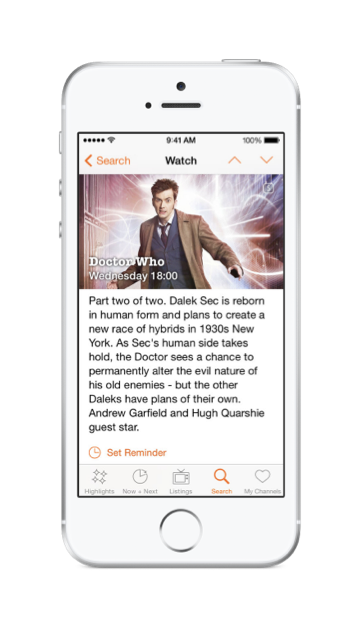 9:41 AM 100%
Search Watch
Doctor Who
Wednesday 18:00
Part two of two. Dalek Sec is reborn
in human form and plans to create a
new race of hybrids in 1930s New
York. As Sec's human side takes
hold, the Doctor sees a chance to
permanently alter the evil nature of
his old enemies - but the other
Daleks have plans of their own.
Andrew Garfield and Hugh Quarshie
guest star.
Set Reminder
Highlights Now + Next Listings Search My Channels